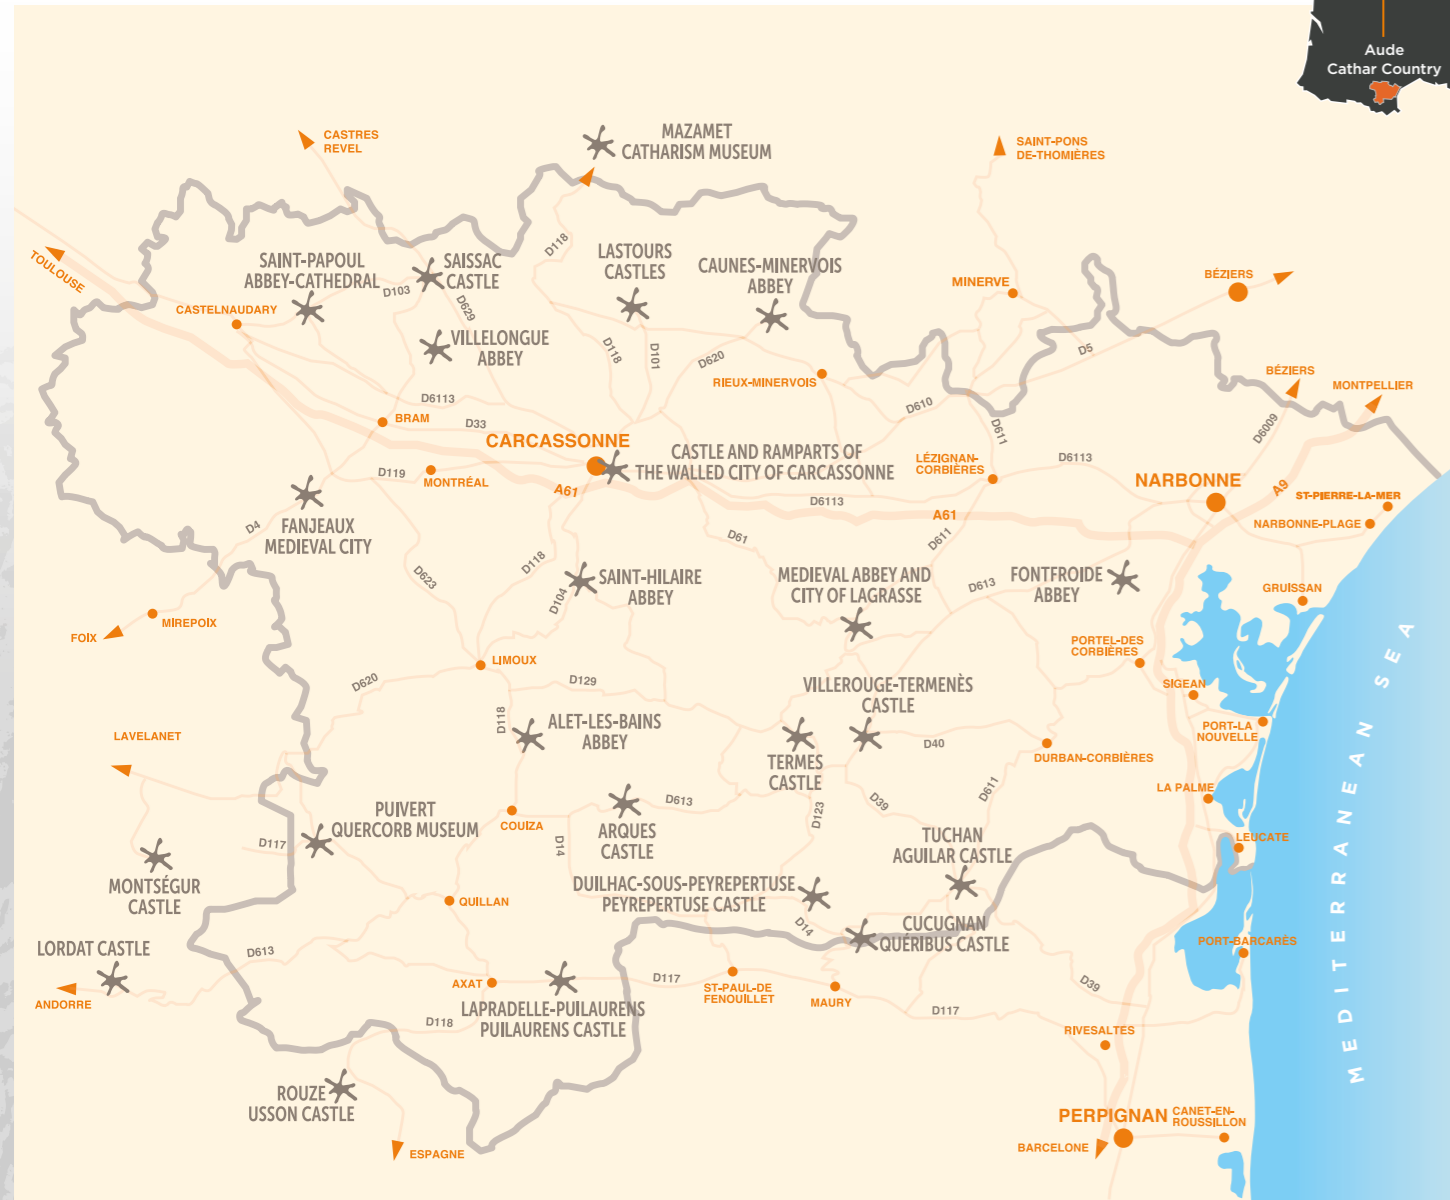 Aude
Cathar Country
MAZAMET
CATHARISM MUSEUM
CASTRES
REVEL
SAINT-PONS
DE-THOMIÈRES
TOULOUSE
SAINT-PAPOUL
ABBEY-CATHEDRAL
SAISSAC
CASTLE
D118
LASTOURS
CASTLES
CAUNES-MINERVOIS
ABBEY
MINERVE
BÉZIERS
CASTELNAUDARY
D103
D629
VILLELONGUE
ABBEY
D118
D101
D620
D5
RIEUX-MINERVOIS
BÉZIERS
MONTPELLIER
D6113
BRAM
D33
D610
D611
D6009
CARCASSONNE
CASTLE AND RAMPARTS OF
THE WALLED CITY OF CARCASSONNE
LÉZIGNAN-
CORBIÈRES
D6113
NARBONNE
D119
MONTRÉAL
A61
D6113
A61
A9
ST-PIERRE-LA-MER
NARBONNE-PLAGE
D4
FANJEAUX
MEDIEVAL CITY
D61
D611
D623
D118
D104
SAINT-HILAIRE
ABBEY
MEDIEVAL ABBEY AND
CITY OF LAGRASSE
D613
FONTFROIDE
ABBEY
GRUISSAN
MIREPOIX
FOIX
LIMOUX
PORTEL-DES
CORBIÈRES
D620
D129
VILLEROUGE-TERMENÈS
CASTLE
SIGEAN
MEDITERRANEAN SEA
LAVELANET
D118
ALET-LES-BAINS
ABBEY
TERMES
CASTLE
D40
DURBAN-CORBIÈRES
PORT-LA
NOUVELLE
LA PALME
PUIVERT
QUERCORB MUSEUM
COUIZA
ARQUES
CASTLE
D613
D123
D39
D611
D117
D14
TUCHAN
AGUILAR CASTLE
LEUCATE
MONTSÉGUR
CASTLE
DUILHAC-SOUS-PEYREPERTUSE
PEYREPERTUSE CASTLE
QUILLAN
D14
CUCUGNAN
QUÉRIBUS CASTLE
PORT-BARCARÈS
LORDAT CASTLE
D613
ANDORRE
AXAT
LAPRADELLE-PUILAURENS
PUILAURENS CASTLE
D117
ST-PAUL-DE
FENOUILLET
MAURY
D117
D39
D118
RIVESALTES
ROUZE
USSON CASTLE
PERPIGNAN
CANET-EN-
ROUSSILLON
BARCELONE
ESPAGNE